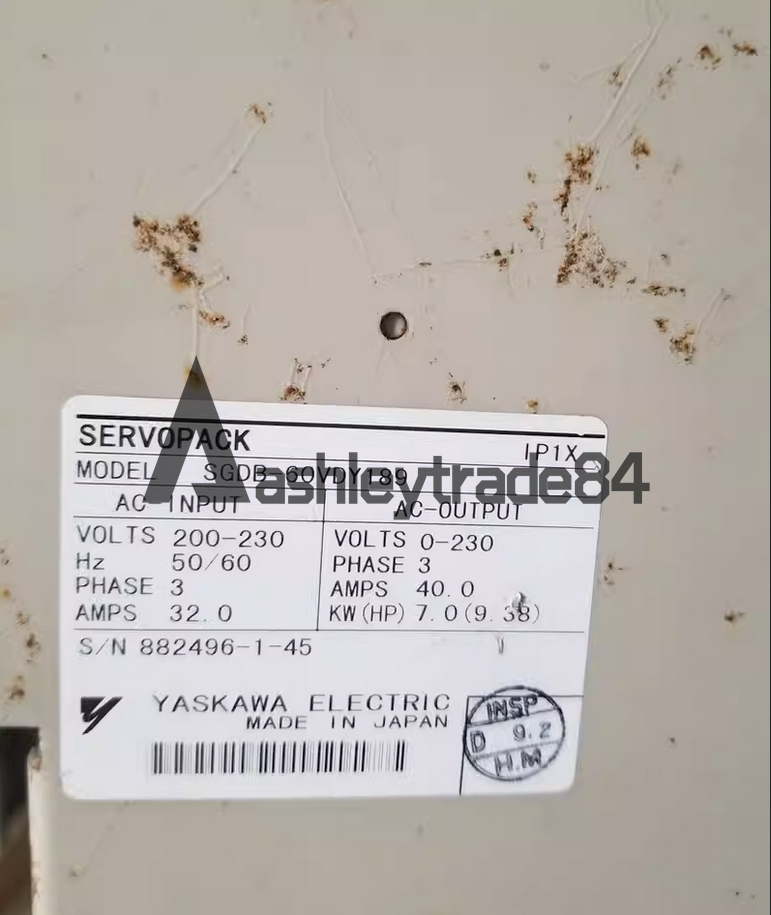 SERVOPACK
IP1X
MODEL SGDB-60VDY189
ashleytrade84
AC-INPUT AC-OUTPUT
VOLTS 200-230 VOLTS 0-230
Hz 50/60 PHASE 3
PHASE 3 AMPS 40.0
AMPS 32.0 KW(HP) 7.0(9.38)
S/N 882496-1-45
YASKAWA ELECTRIC
MADE IN JAPAN
INSP
D 9.2
H.M